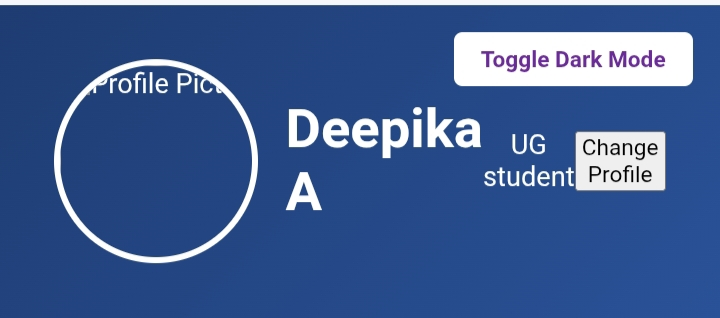 Toggle Dark Mode
Profile Pict
Deepika
A
UG
student
Change
Profile